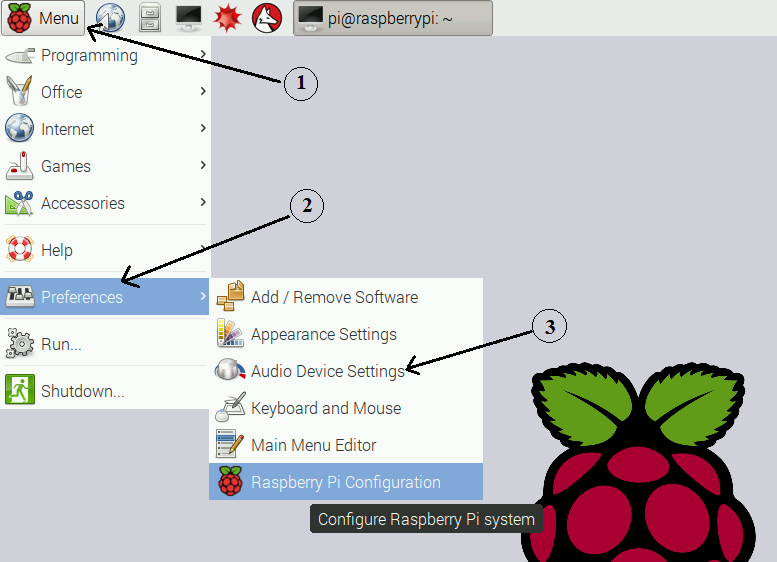 Menu
pi@raspberrypi: ~
1
Programming
Office
Internet
Games
Accessories
2
Help
Preferences
Add / Remove Software
Appearance Settings
3
Run...
Audio Device Settings
Shutdown...
Keyboard and Mouse
Main Menu Editor
Raspberry Pi Configuration
Configure Raspberry Pi system